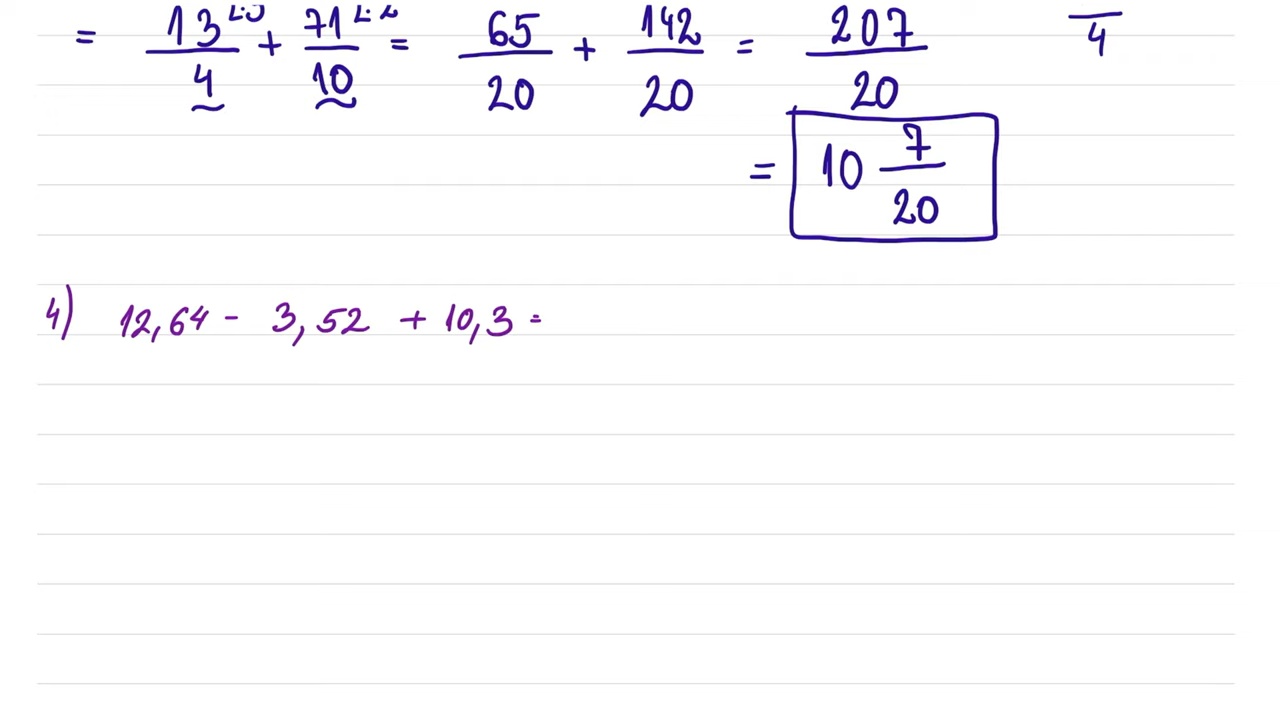 = 13/4 + 71/10 = 65/20 + 142/20 = 207/20
4
= 10 7/20
4) 12,64 - 3,52 + 10,3 =